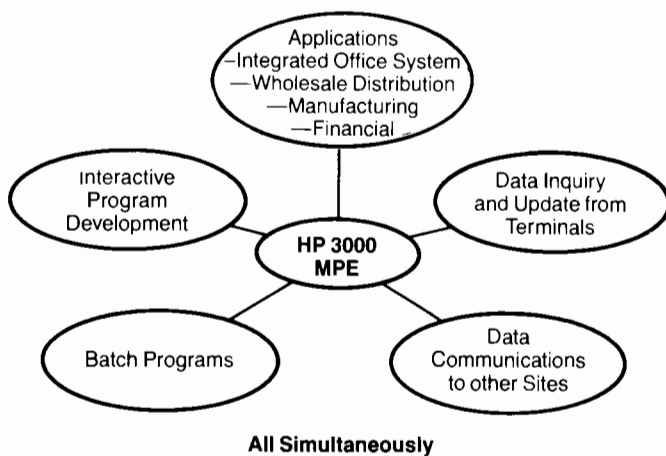 Applications
–Integrated Office System
—Wholesale Distribution
—Manufacturing
—Financial
Interactive
Program
Development
Data Inquiry
and Update from
Terminals
HP 3000
MPE
Batch Programs
Data
Communications
to other Sites
All Simultaneously